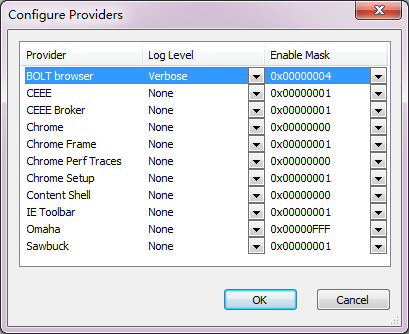 Configure Providers
Provider Log Level Enable Mask
BOLT browser Verbose 0x00000004
CEEE None 0x00000001
CEEE Broker None 0x00000001
Chrome None 0x00000000
Chrome Frame None 0x00000001
Chrome Perf Traces None 0x00000000
Chrome Setup None 0x00000001
Content Shell None 0x00000000
IE Toolbar None 0x00000001
Omaha None 0x00000FFF
Sawbuck None 0x00000001
OK Cancel